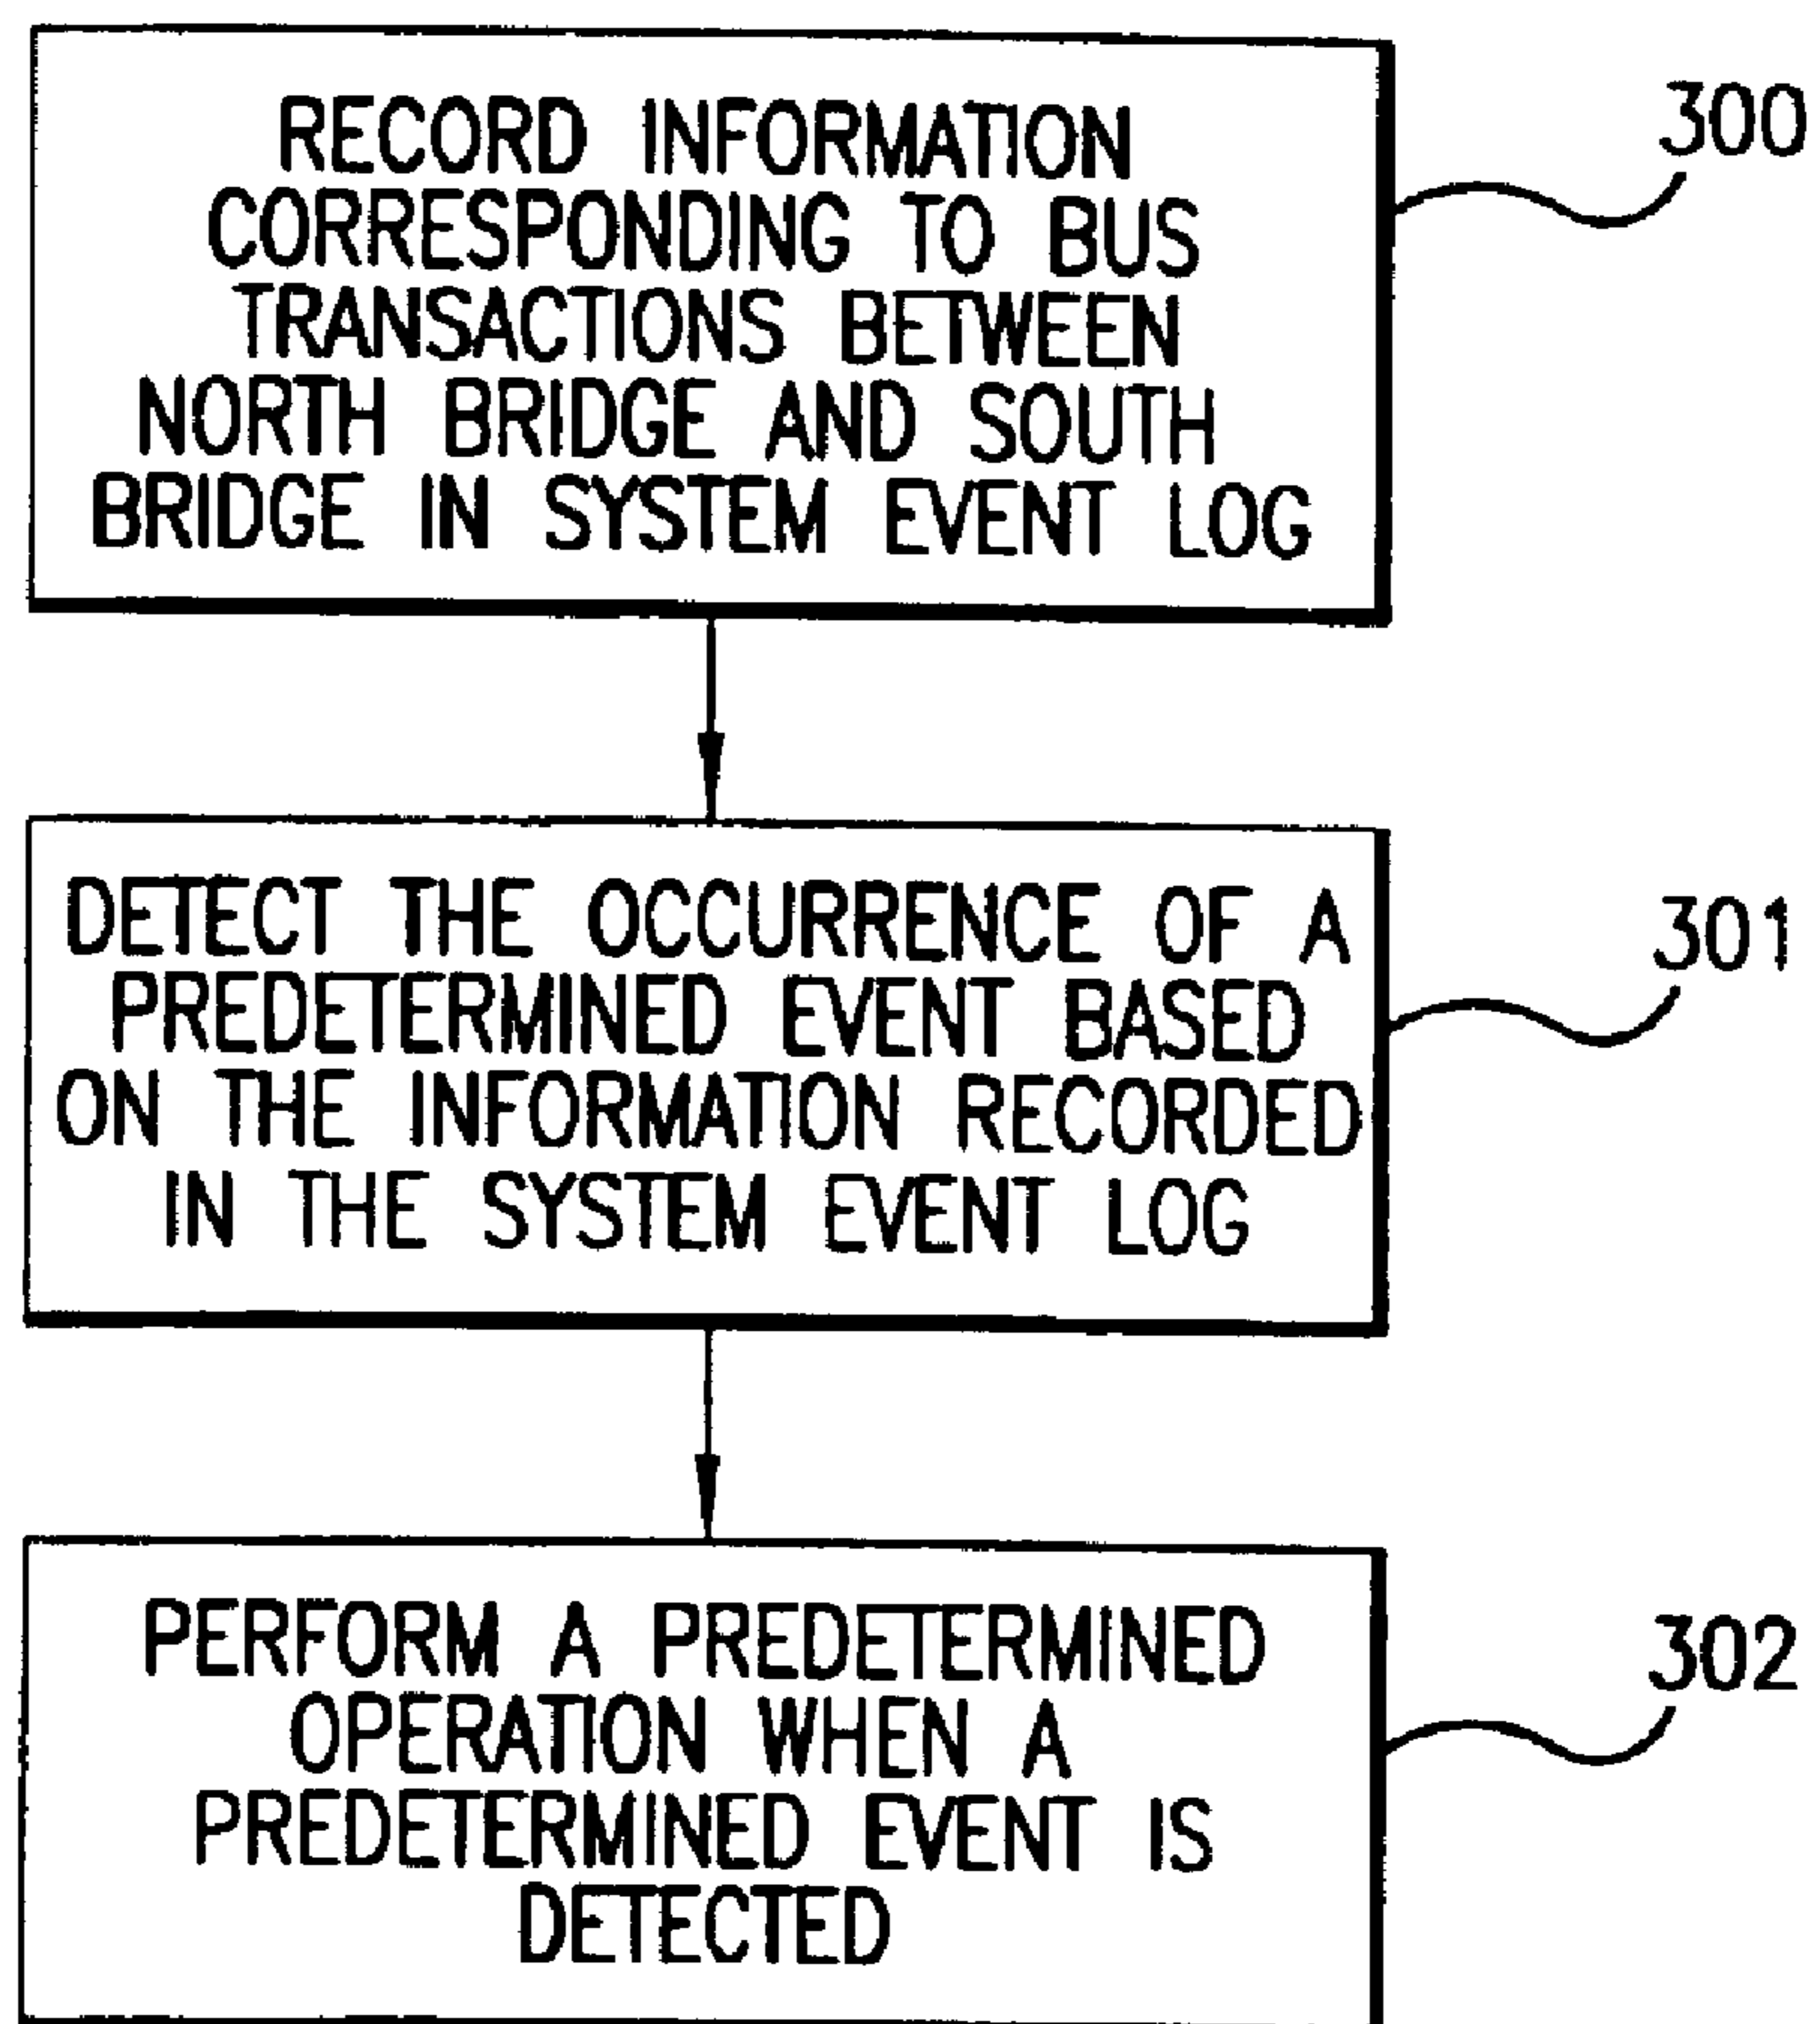 RECORD INFORMATION
CORRESPONDING TO BUS
TRANSACTIONS BETWEEN
NORTH BRIDGE AND SOUTH
BRIDGE IN SYSTEM EVENT LOG
300
DETECT THE OCCURRENCE OF A
PREDETERMINED EVENT BASED
ON THE INFORMATION RECORDED
IN THE SYSTEM EVENT LOG
301
PERFORM A PREDETERMINED
OPERATION WHEN A
PREDETERMINED EVENT IS
DETECTED
302